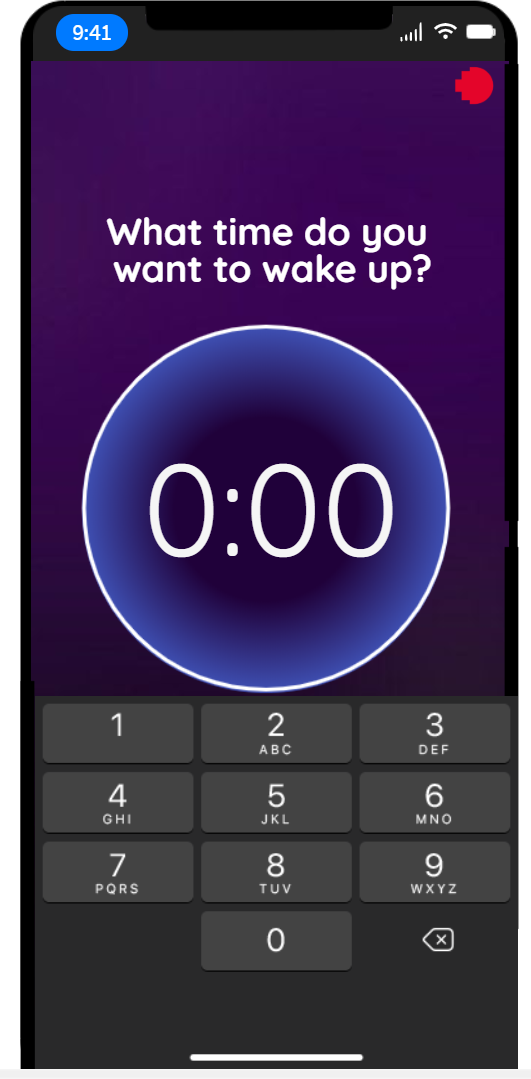 9:41
What time do you
want to wake up?
0:00
1 2 3
ABC DEF
4 5 6
GHI JKL MNO
7 8 9
PQRS TUV WXYZ
0